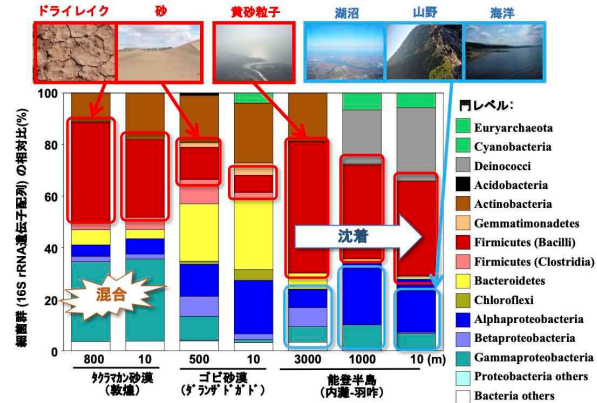 ドライレイク 砂 黄砂粒子 湖沼 山野 海洋
細菌群 (16S rRNA遺伝子配列) の相対比(%)
100
80
60
40
20
0
混合
沈着
門レベル:
Euryarchaeota
Cyanobacteria
Deinococci
Acidobacteria
Actinobacteria
Gemmatimonadetes
Firmicutes (Bacilli)
Firmicutes (Clostridia)
Bacteroidetes
Chloroflexi
Alphaproteobacteria
Betaproteobacteria
Gammaproteobacteria
Proteobacteria others
Bacteria others
800 10 500 10 3000 1000 10 (m)
タクラマカン砂漠 ゴビ砂漠 能登半島
(敦煌) (ダランザドガド) (内灘-羽咋)